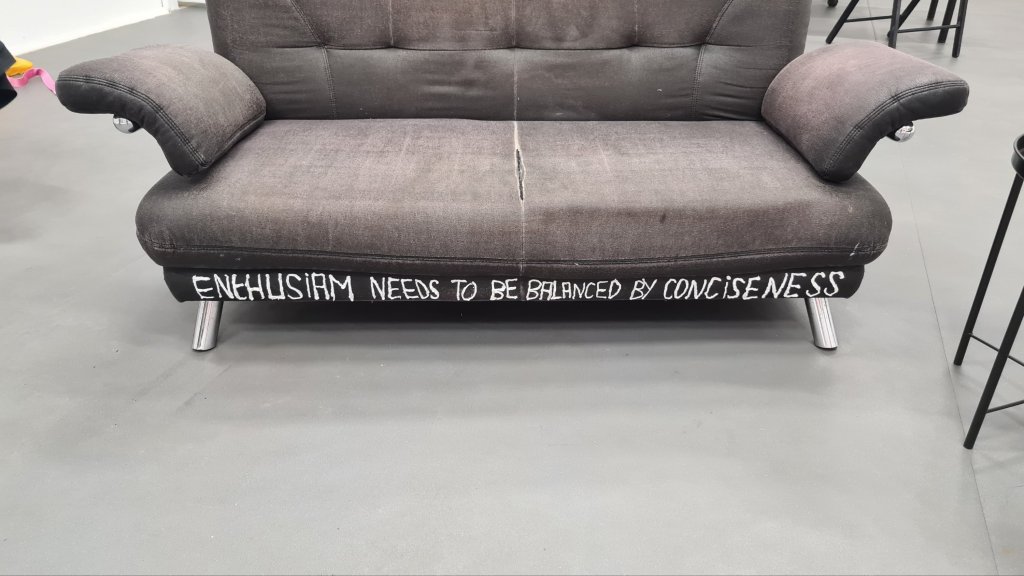 ENTHUSIAM NEEDS TO BE BALANCED BY CONCISENESS